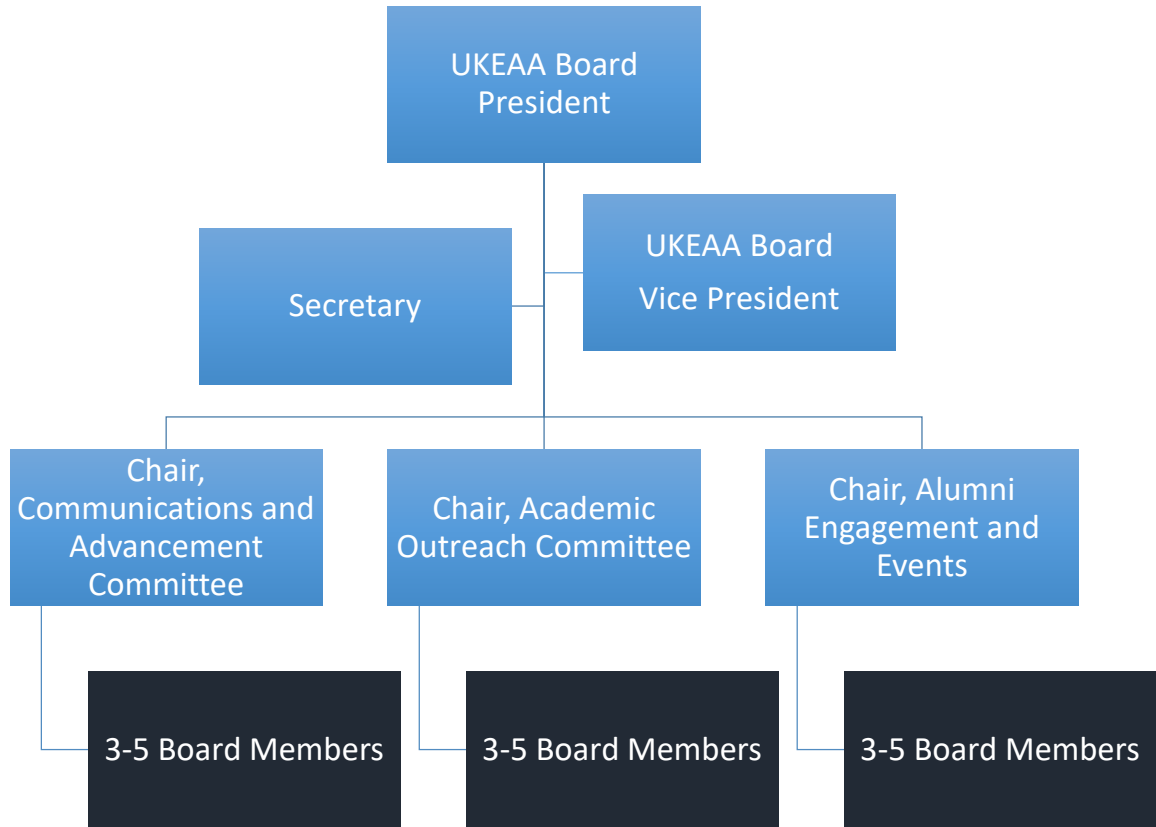 UKEAA Board
President
UKEAA Board
Vice President
Secretary
Chair,
Communications and
Advancement
Committee
Chair, Academic
Outreach Committee
Chair, Alumni
Engagement and
Events
3-5 Board Members
3-5 Board Members
3-5 Board Members